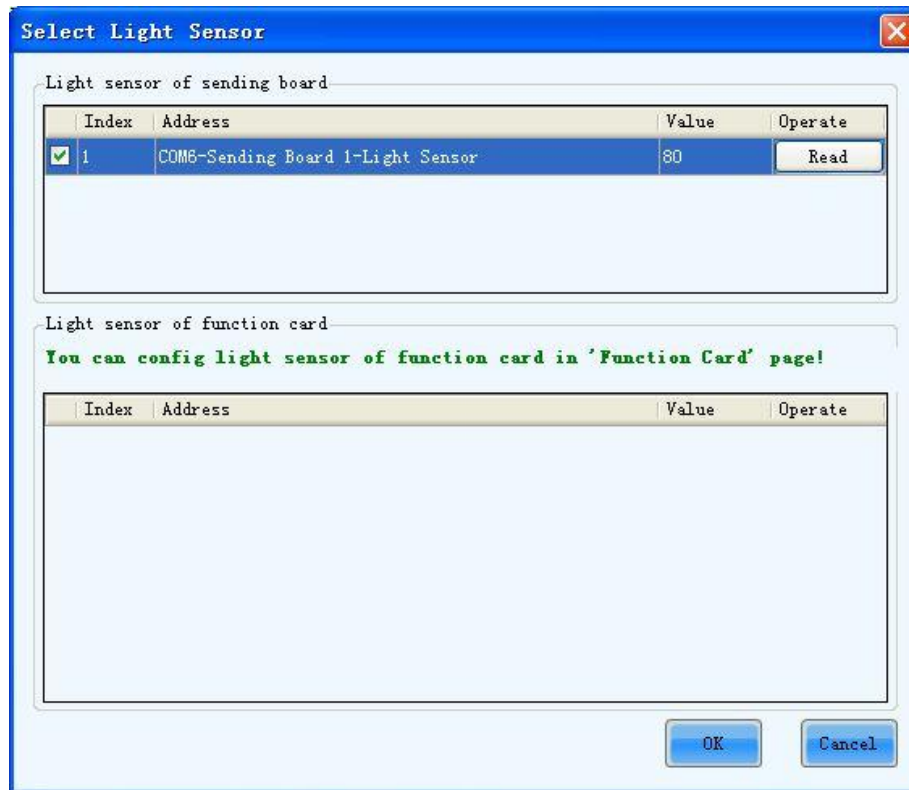 Select Light Sensor
Light sensor of sending board
Index Address Value Operate
1 COM6-Sending Board 1-Light Sensor 80 Read
Light sensor of function card
You can config light sensor of function card in 'Function Card' page!
Index Address Value Operate
OK Cancel